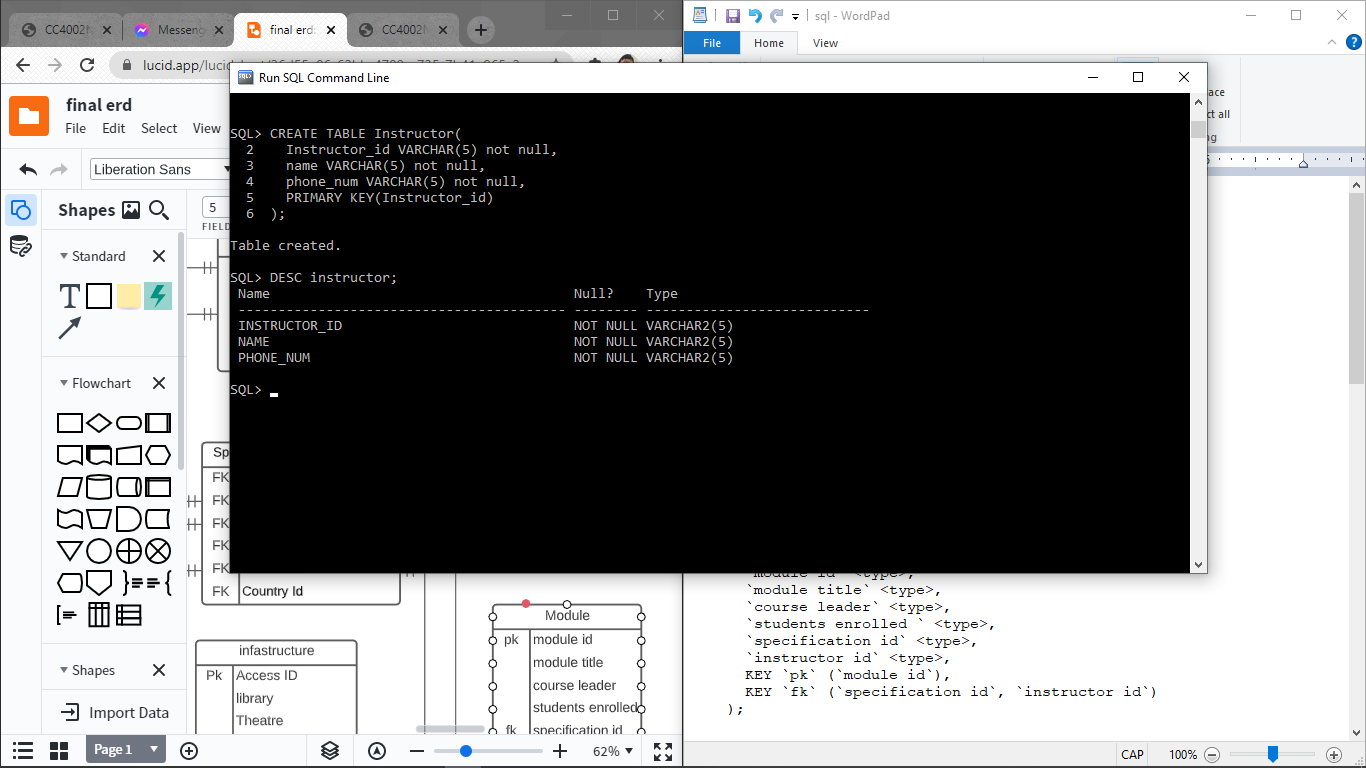 CC4002N
Messeng
final erd:
CC4002N
sql - WordPad
File
Home
View
lucid.app/lucid
Run SQL Command Line
final erd
File Edit Select View
Liberation Sans
Shapes
5
FIELD
Standard
T
Flowchart
SQL> CREATE TABLE Instructor(
2 Instructor_id VARCHAR(5) not null,
3 name VARCHAR(5) not null,
4 phone_num VARCHAR(5) not null,
5 PRIMARY KEY(Instructor_id)
6 );
Table created.
SQL> DESC instructor;
Name Null? Type
----------------------------------------- -------- ----------------------------
INSTRUCTOR_ID NOT NULL VARCHAR2(5)
NAME NOT NULL VARCHAR2(5)
PHONE_NUM NOT NULL VARCHAR2(5)
SQL>
ace
ct all
ng
5
Sp
FK
FK
FK
FK
FK
FK Country Id
infastructure
Pk Access ID
library
Theatre
Module
pk module id
module title
course leader
students enrolled
fk specification id
`module id` <type>,
`module title` <type>,
`course leader` <type>,
`students enrolled ` <type>,
`specification id` <type>,
`instructor id` <type>,
KEY `pk` (`module id`),
KEY `fk` (`specification id`, `instructor id`)
);
Shapes
Import Data
Page 1
62%
CAP
100%